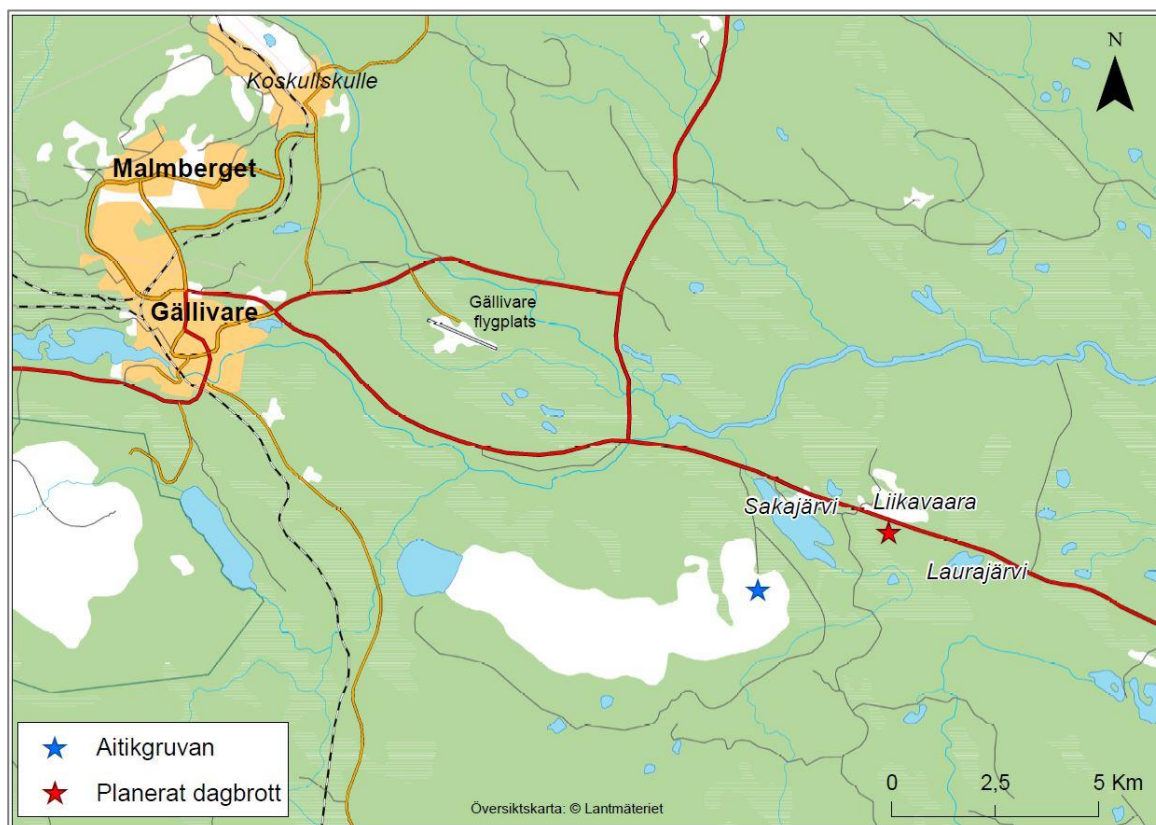 N
Koskullskulle
Malmberget
Gällivare
Gällivare
flygplats
Sakajärvi
Liikavaara
Laurajärvi
Aitikgruvan
Planerat dagbrott
Översiktskarta: © Lantmäteriet
0 2,5 5 Km